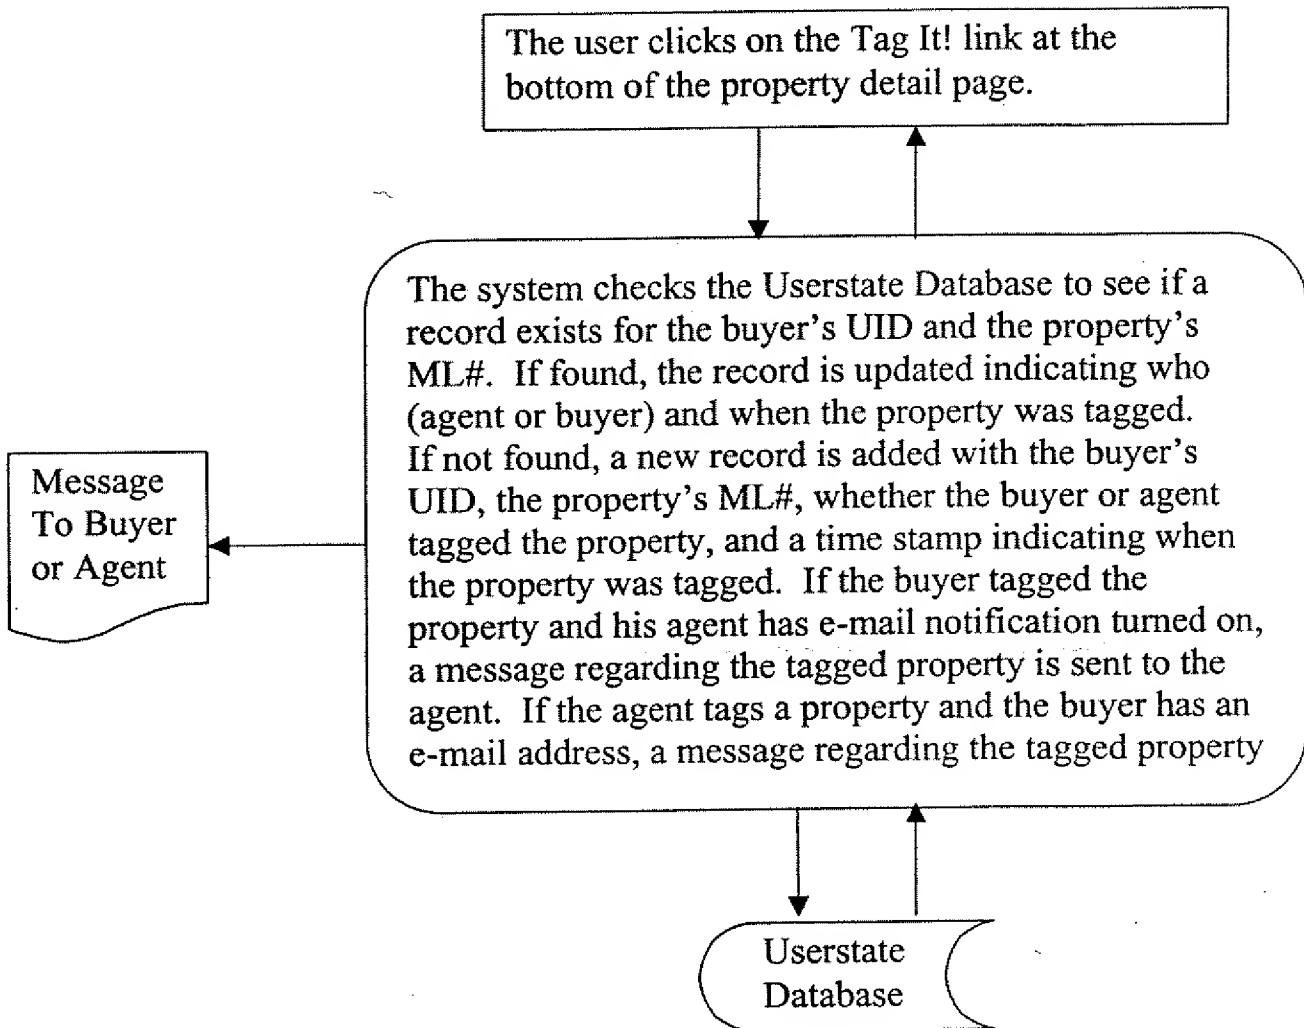 The user clicks on the Tag It! link at the
bottom of the property detail page.
The system checks the Userstate Database to see if a
record exists for the buyer’s UID and the property’s
ML#. If found, the record is updated indicating who
(agent or buyer) and when the property was tagged.
If not found, a new record is added with the buyer’s
UID, the property’s ML#, whether the buyer or agent
tagged the property, and a time stamp indicating when
the property was tagged. If the buyer tagged the
property and his agent has e-mail notification turned on,
a message regarding the tagged property is sent to the
agent. If the agent tags a property and the buyer has an
e-mail address, a message regarding the tagged property
Message
To Buyer
or Agent
Userstate
Database